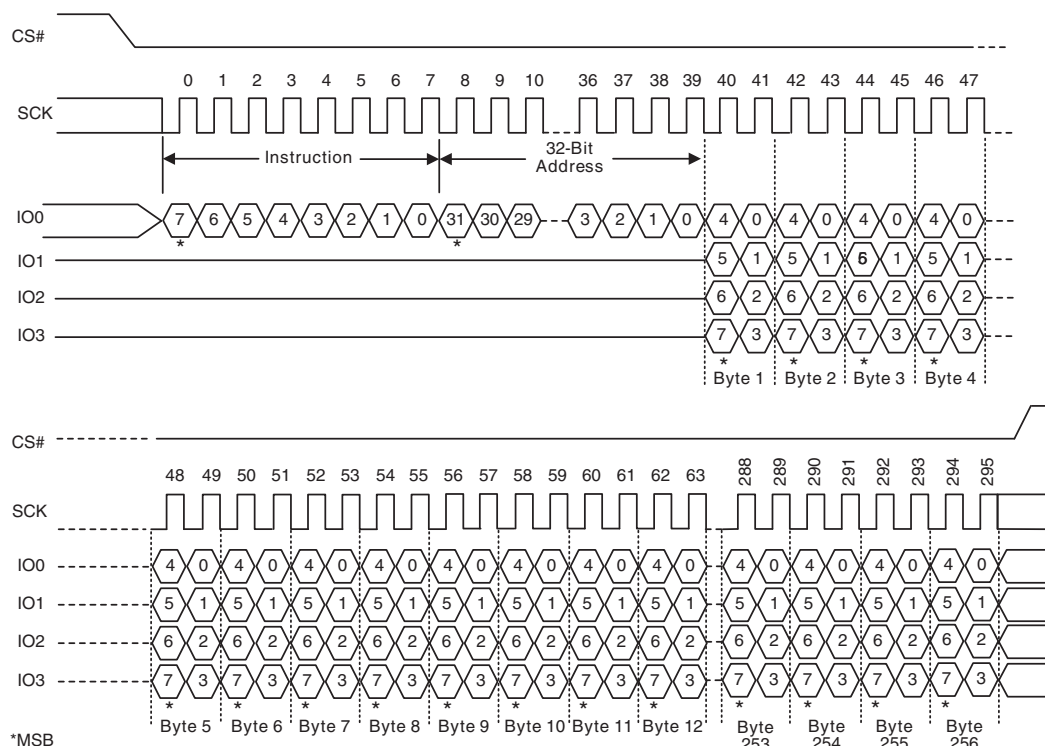 CS#
0 1 2 3 4 5 6 7 8 9 10 36 37 38 39 40 41 42 43 44 45 46 47
SCK
Instruction
32-Bit
Address
IO0 7 6 5 4 3 2 1 0 31 30 29 3 2 1 0 4 0 4 0 4 0 4 0
* *
IO1 5 1 5 1 6 1 5 1
IO2 6 2 6 2 6 2 6 2
IO3 7 3 7 3 7 3 7 3
* * * *
Byte 1 Byte 2 Byte 3 Byte 4
CS#
48 49 50 51 52 53 54 55 56 57 58 59 60 61 62 63 288 289 290 291 292 293 294 295
SCK
IO0 4 0 4 0 4 0 4 0 4 0 4 0 4 0 4 0 4 0 4 0 4 0 4 0
IO1 5 1 5 1 5 1 5 1 5 1 5 1 5 1 5 1 5 1 5 1 5 1 5 1
IO2 6 2 6 2 6 2 6 2 6 2 6 2 6 2 6 2 6 2 6 2 6 2 6 2
IO3 7 3 7 3 7 3 7 3 7 3 7 3 7 3 7 3 7 3 7 3 7 3 7 3
* * * * * * * * * * * *
Byte 5 Byte 6 Byte 7 Byte 8 Byte 9 Byte 10 Byte 11 Byte 12 Byte Byte Byte Byte
*MSB 253 254 255 256